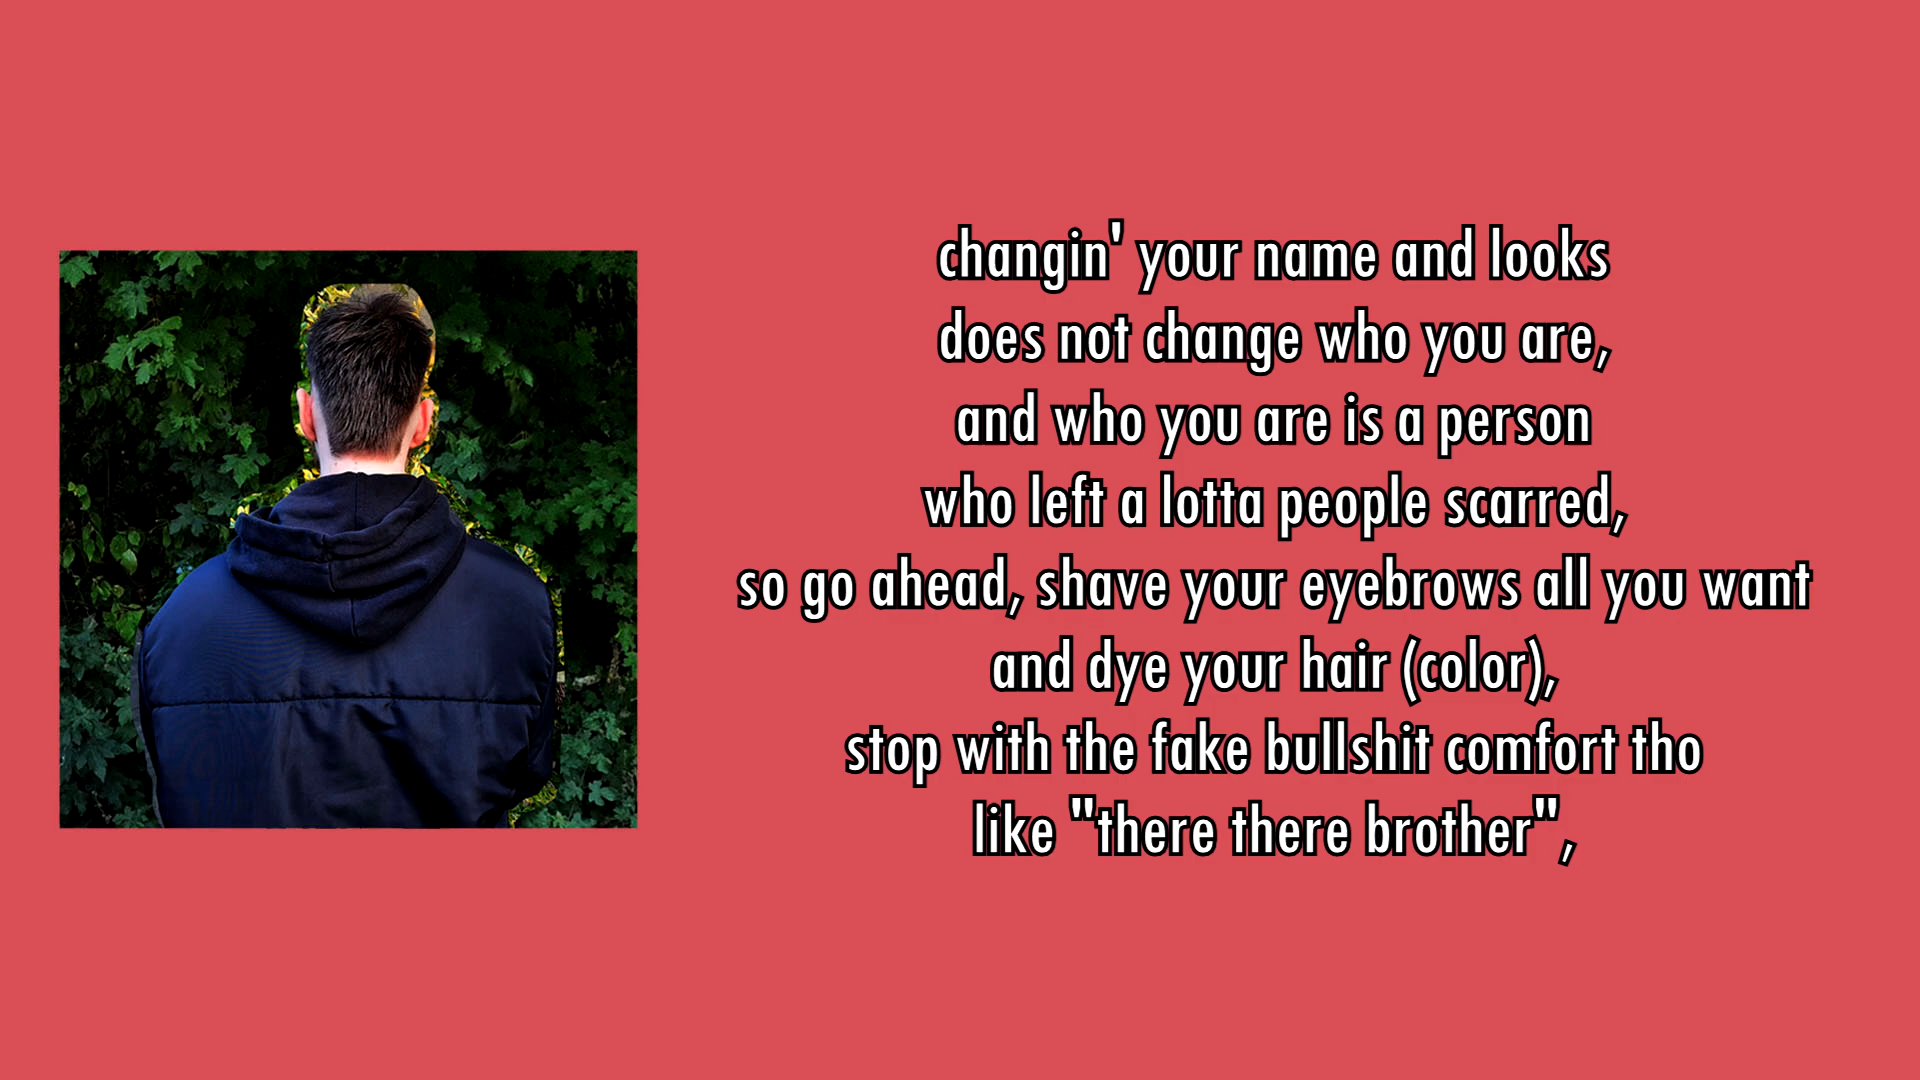 changin' your name and looks
does not change who you are,
and who you are is a person
who left a lotta people scarred,
so go ahead, shave your eyebrows all you want
and dye your hair (color),
stop with the fake bullshit comfort tho
like "there there brother",